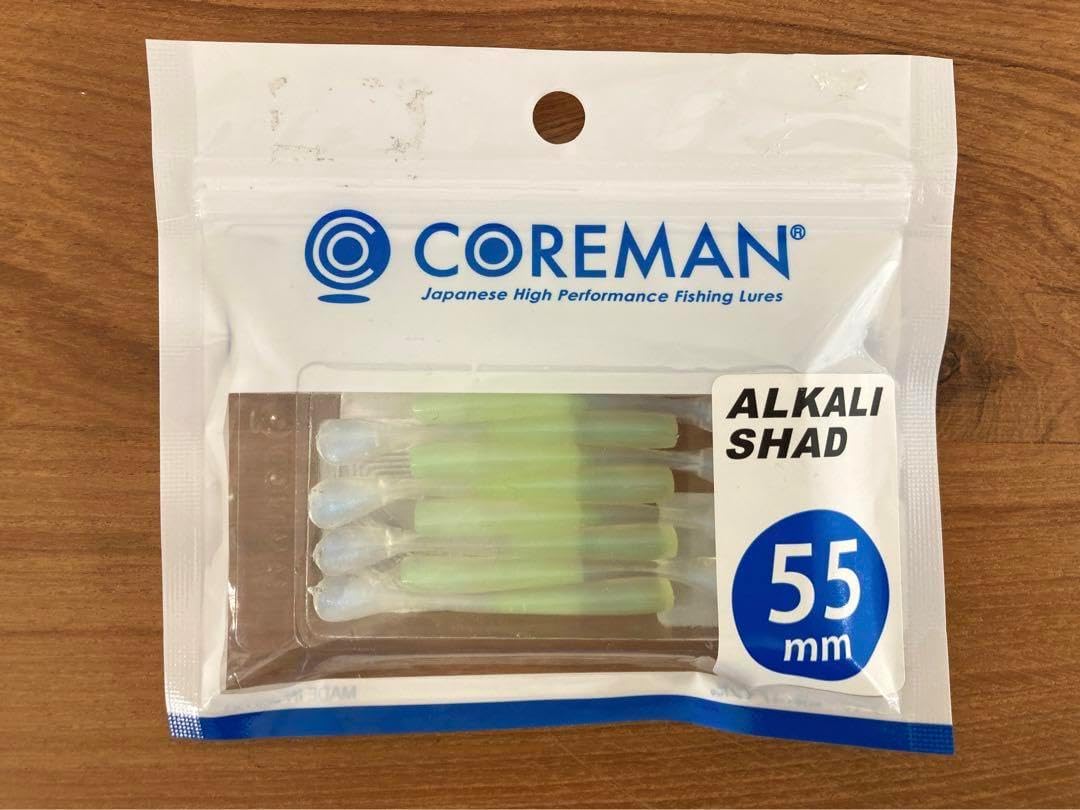 COREMAN®
Japanese High Performance Fishing Lures
ALKALI
SHAD
55
mm